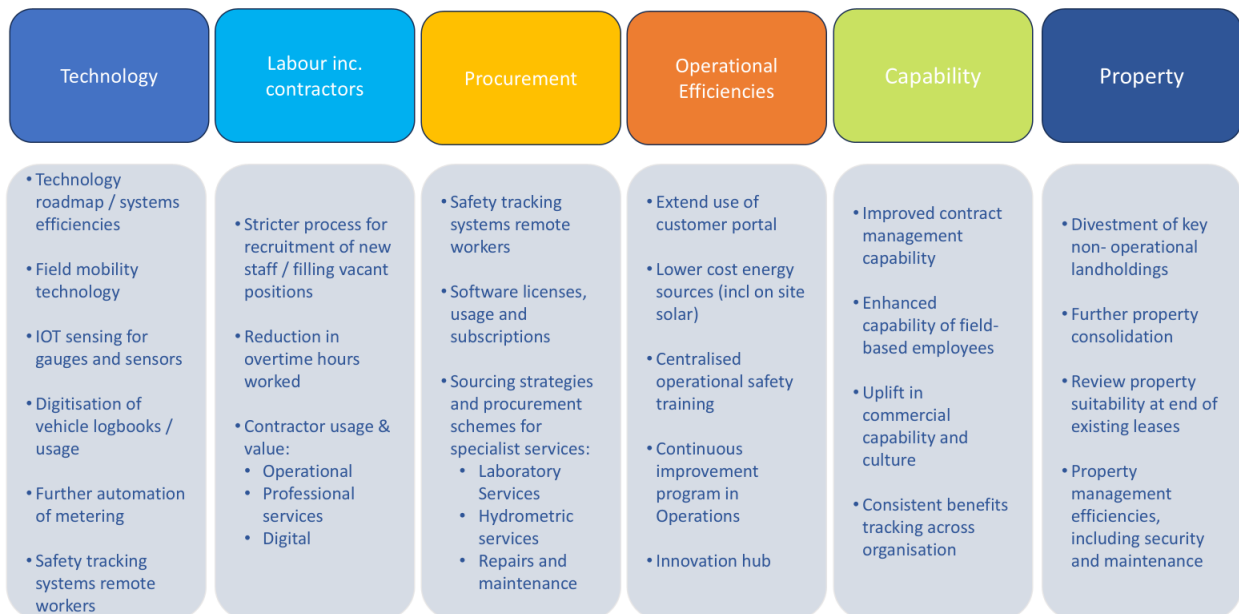 Technology
Labour inc.
contractors
Procurement
Operational
Efficiencies
Capability
Property
• Technology
roadmap / systems
efficiencies
• Field mobility
technology
• IOT sensing for
gauges and sensors
• Digitisation of
vehicle logbooks /
usage
• Further automation
of metering
• Safety tracking
systems remote
workers
• Stricter process for
recruitment of new
staff / filling vacant
positions
• Reduction in
overtime hours
worked
• Contractor usage &
value:
• Operational
• Professional
services
• Digital
• Safety tracking
systems remote
workers
• Software licenses,
usage and
subscriptions
• Sourcing strategies
and procurement
schemes for
specialist services:
• Laboratory
Services
• Hydrometric
services
• Repairs and
maintenance
• Extend use of
customer portal
• Lower cost energy
sources (incl on site
solar)
• Centralised
operational safety
training
• Continuous
improvement
program in
Operations
• Innovation hub
• Improved contract
management
capability
• Enhanced
capability of field-
based employees
• Uplift in
commercial
capability and
culture
• Consistent benefits
tracking across
organisation
• Divestment of key
non- operational
landholdings
• Further property
consolidation
• Review property
suitability at end of
existing leases
• Property
management
efficiencies,
including security
and maintenance